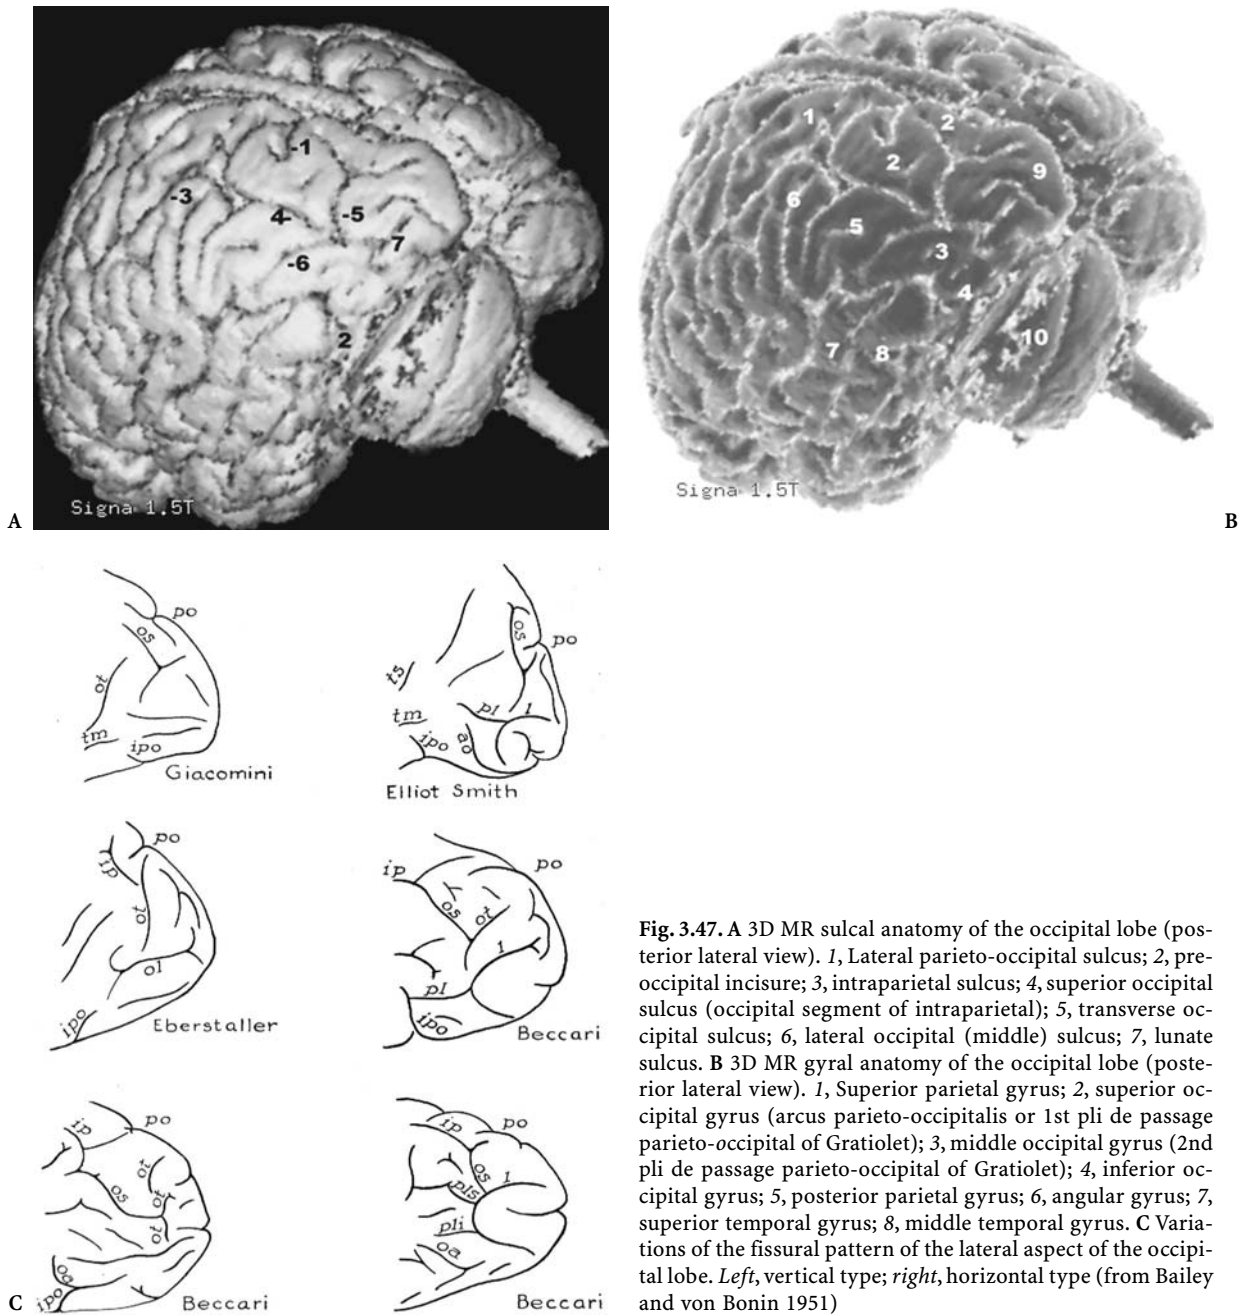 -1
-3
4-
-5
7
-6
2
Signa 1.5T
A
1
2
2
9
6
5
3
4
7
8
10
Signa 1.5T
B
po
os
ot
tm
ipo
Giacomini
os
po
ts
pl
l
tm
ipo
ao
Elliot Smith
po
ip
ot
ol
ipo
Eberstaller
ip
po
os
ot
l
pl
ipo
Beccari
ip
po
ot
os
ot
ot
oa
ipo
Beccari
ip
po
os
l
pls
pli
oa
Beccari
C
Fig. 3.47. A 3D MR sulcal anatomy of the occipital lobe (pos-
terior lateral view). 1, Lateral parieto-occipital sulcus; 2, pre-
occipital incisure; 3, intraparietal sulcus; 4, superior occipital
sulcus (occipital segment of intraparietal); 5, transverse oc-
cipital sulcus; 6, lateral occipital (middle) sulcus; 7, lunate
sulcus. B 3D MR gyral anatomy of the occipital lobe (poste-
rior lateral view). 1, Superior parietal gyrus; 2, superior oc-
cipital gyrus (arcus parieto-occipitalis or 1st pli de passage
parieto-occipital of Gratiolet); 3, middle occipital gyrus (2nd
pli de passage parieto-occipital of Gratiolet); 4, inferior oc-
cipital gyrus; 5, posterior parietal gyrus; 6, angular gyrus; 7,
superior temporal gyrus; 8, middle temporal gyrus. C Varia-
tions of the fissural pattern of the lateral aspect of the occipi-
tal lobe. Left, vertical type; right, horizontal type (from Bailey
and von Bonin 1951)